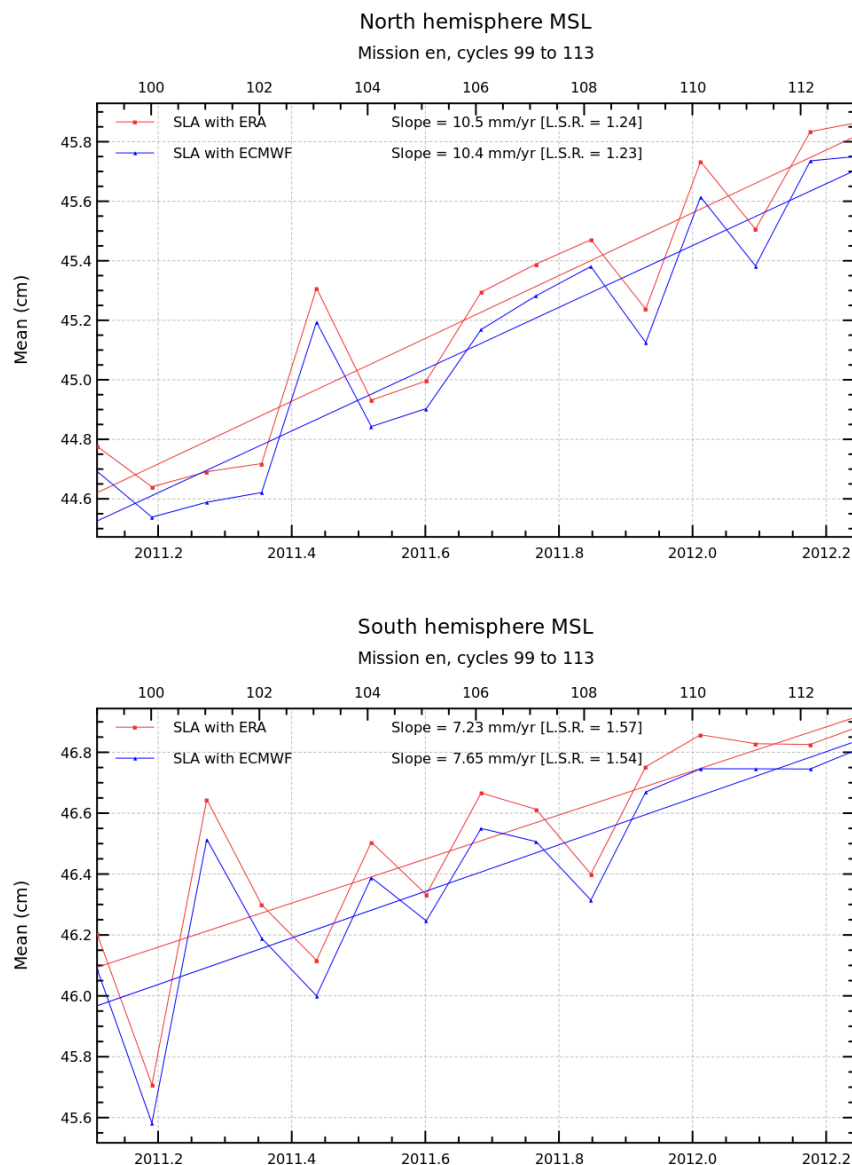 North hemisphere MSL
Mission en, cycles 99 to 113
100 102 104 106 108 110 112
SLA with ERA Slope = 10.5 mm/yr [L.S.R. = 1.24]
SLA with ECMWF Slope = 10.4 mm/yr [L.S.R. = 1.23]
45.8
45.6
45.4
45.2
45.0
44.8
44.6
Mean (cm)
2011.2 2011.4 2011.6 2011.8 2012.0 2012.2
South hemisphere MSL
Mission en, cycles 99 to 113
100 102 104 106 108 110 112
SLA with ERA Slope = 7.23 mm/yr [L.S.R. = 1.57]
SLA with ECMWF Slope = 7.65 mm/yr [L.S.R. = 1.54]
46.8
46.6
46.4
46.2
46.0
45.8
45.6
Mean (cm)
2011.2 2011.4 2011.6 2011.8 2012.0 2012.2